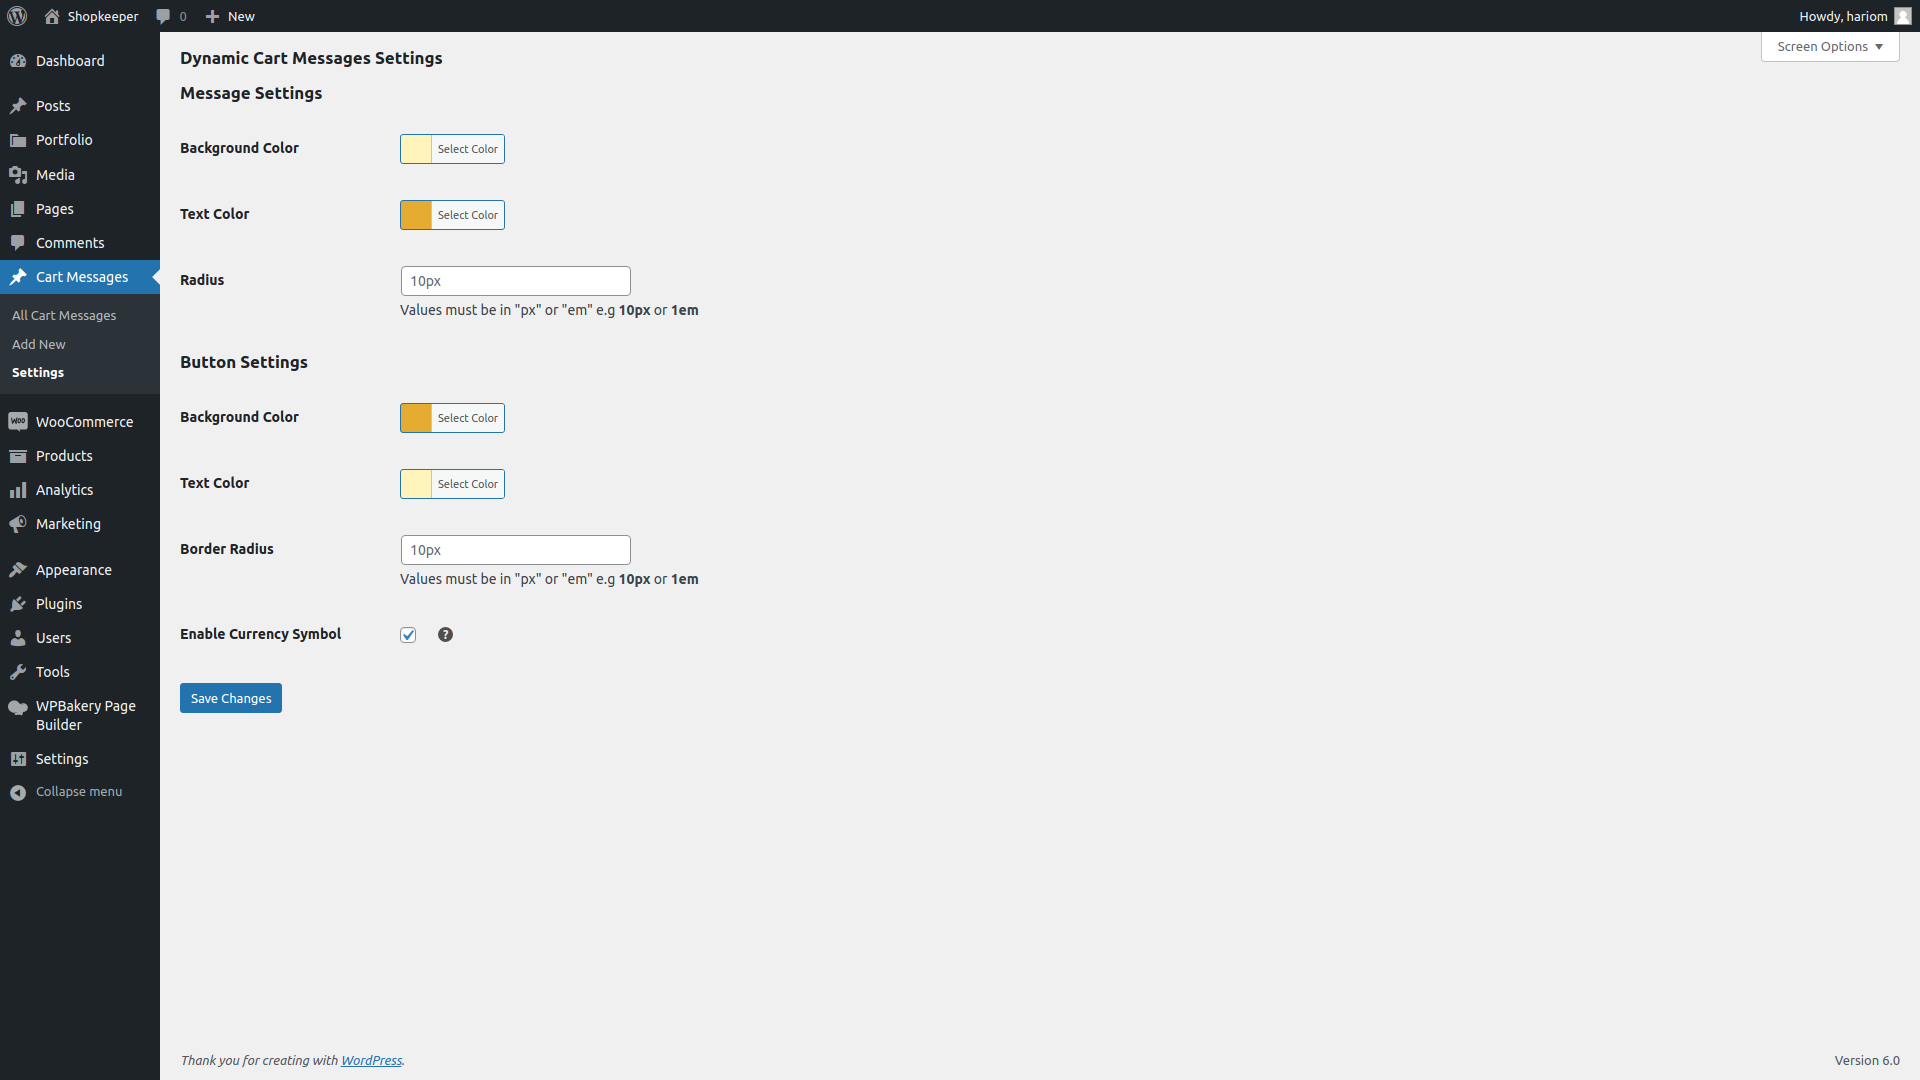 Shopkeeper
0
New
Howdy, hariom
Dashboard
Posts
Portfolio
Media
Pages
Comments
Cart Messages
All Cart Messages
Add New
Settings
WOO WooCommerce
Products
Analytics
Marketing
Appearance
Plugins
Users
Tools
WPBakery Page
Builder
Settings
Collapse menu
Screen Options
Dynamic Cart Messages Settings
Message Settings
Background Color
Select Color
Text Color
Select Color
Radius
10px
Values must be in "px" or "em" e.g 10px or 1em
Button Settings
Background Color
Select Color
Text Color
Select Color
Border Radius
10px
Values must be in "px" or "em" e.g 10px or 1em
Enable Currency Symbol
?
Save Changes
Thank you for creating with WordPress.
Version 6.0